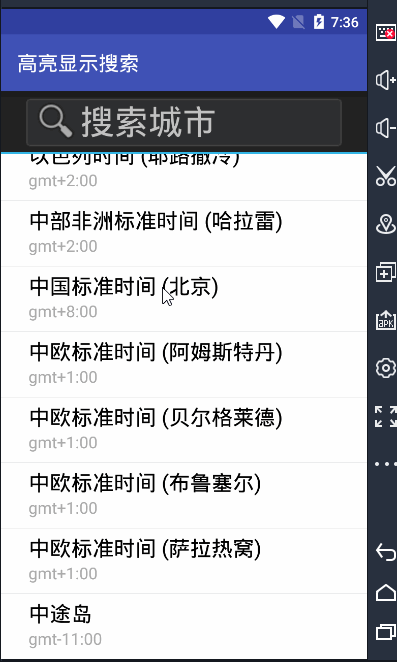 7:36
高亮显示搜索
搜索城市
以色列时间 (耶路撒冷)
gmt+2:00
中部非洲标准时间 (哈拉雷)
gmt+2:00
中国标准时间 (北京)
gmt+8:00
中欧标准时间 (阿姆斯特丹)
gmt+1:00
中欧标准时间 (贝尔格莱德)
gmt+1:00
中欧标准时间 (布鲁塞尔)
gmt+1:00
中欧标准时间 (萨拉热窝)
gmt+1:00
中途岛
gmt-11:00
APK